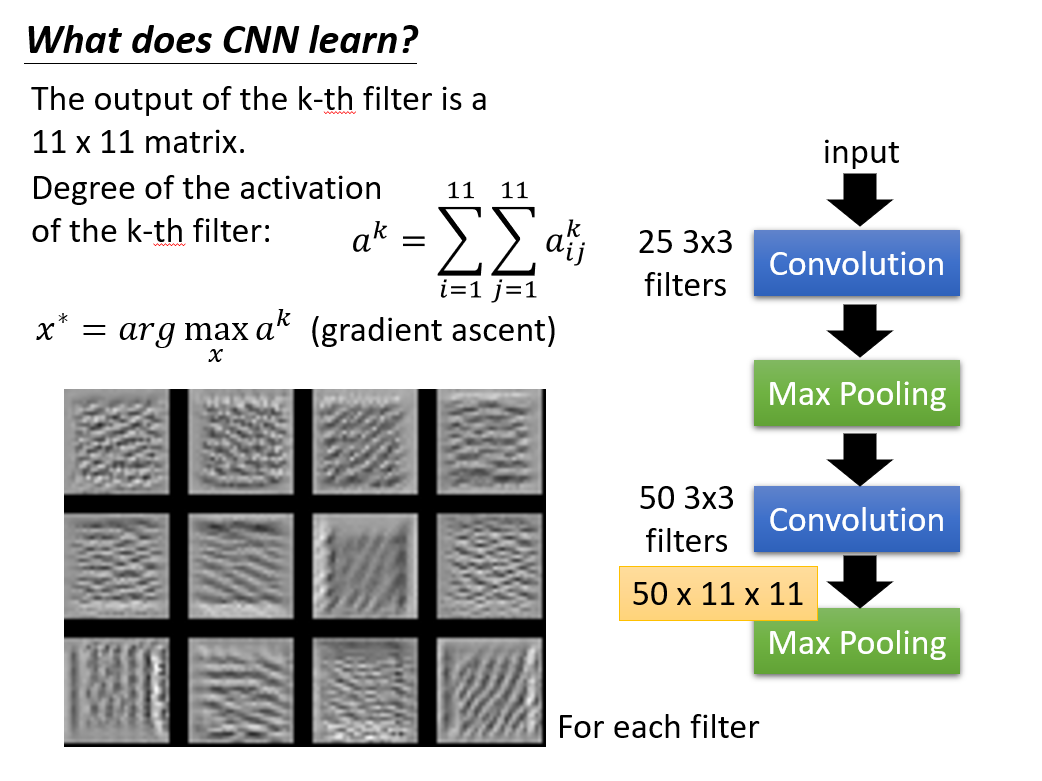 What does CNN learn?
The output of the k-th filter is a
11 x 11 matrix.
Degree of the activation
of the k-th filter:
a^k = \sum_{i=1}^{11} \sum_{j=1}^{11} a_{ij}^k
x^* = arg max_x a^k (gradient ascent)
For each filter
input
25 3x3
filters
Convolution
Max Pooling
50 3x3
filters
Convolution
50 x 11 x 11
Max Pooling